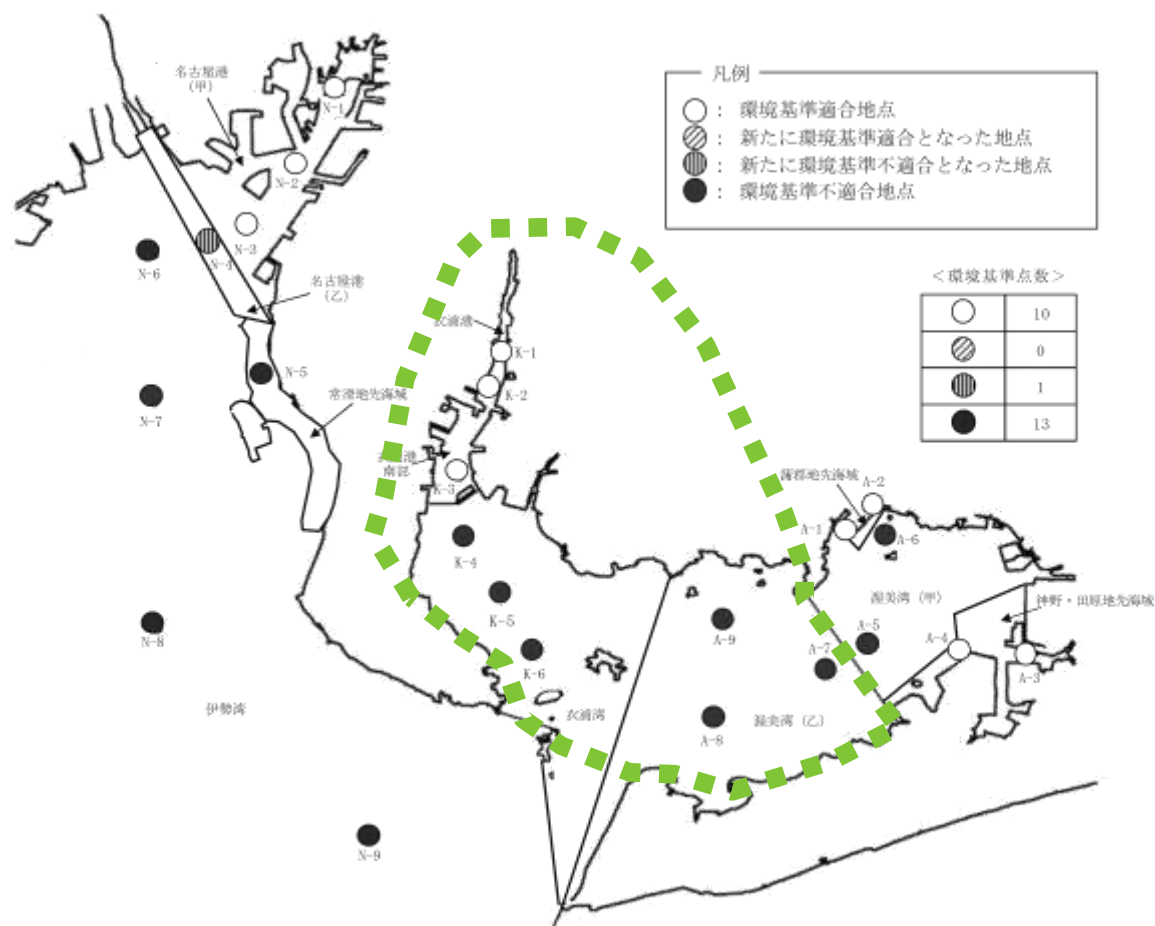 凡例
○ : 環境基準適合地点
: 新たに環境基準適合となった地点
: 新たに環境基準不適合となった地点
● : 環境基準不適合地点
＜環境基準点数＞
10
0
1
13
名古屋港
(甲)
N-1
N-2
N-3
N-4
N-6
名古屋港
(乙)
N-5
N-7
常滑地先海域
衣浦港
K-1
K-2
南部
K-3
K-4
K-5
K-6
N-8
伊勢湾
衣浦湾
N-9
蒲郡地先海域
A-2
A-1
A-6
渥美湾 (甲)
神野・田原地先海域
A-9
A-5
A-4
A-7
A-3
A-8
渥美湾 (乙)